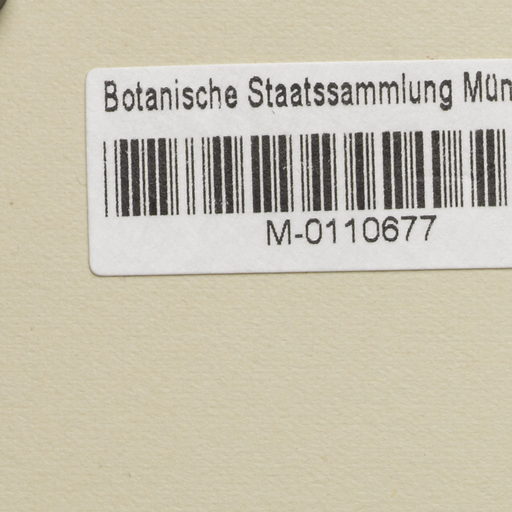 Botanische Staatssammlung Mün
M-0110677